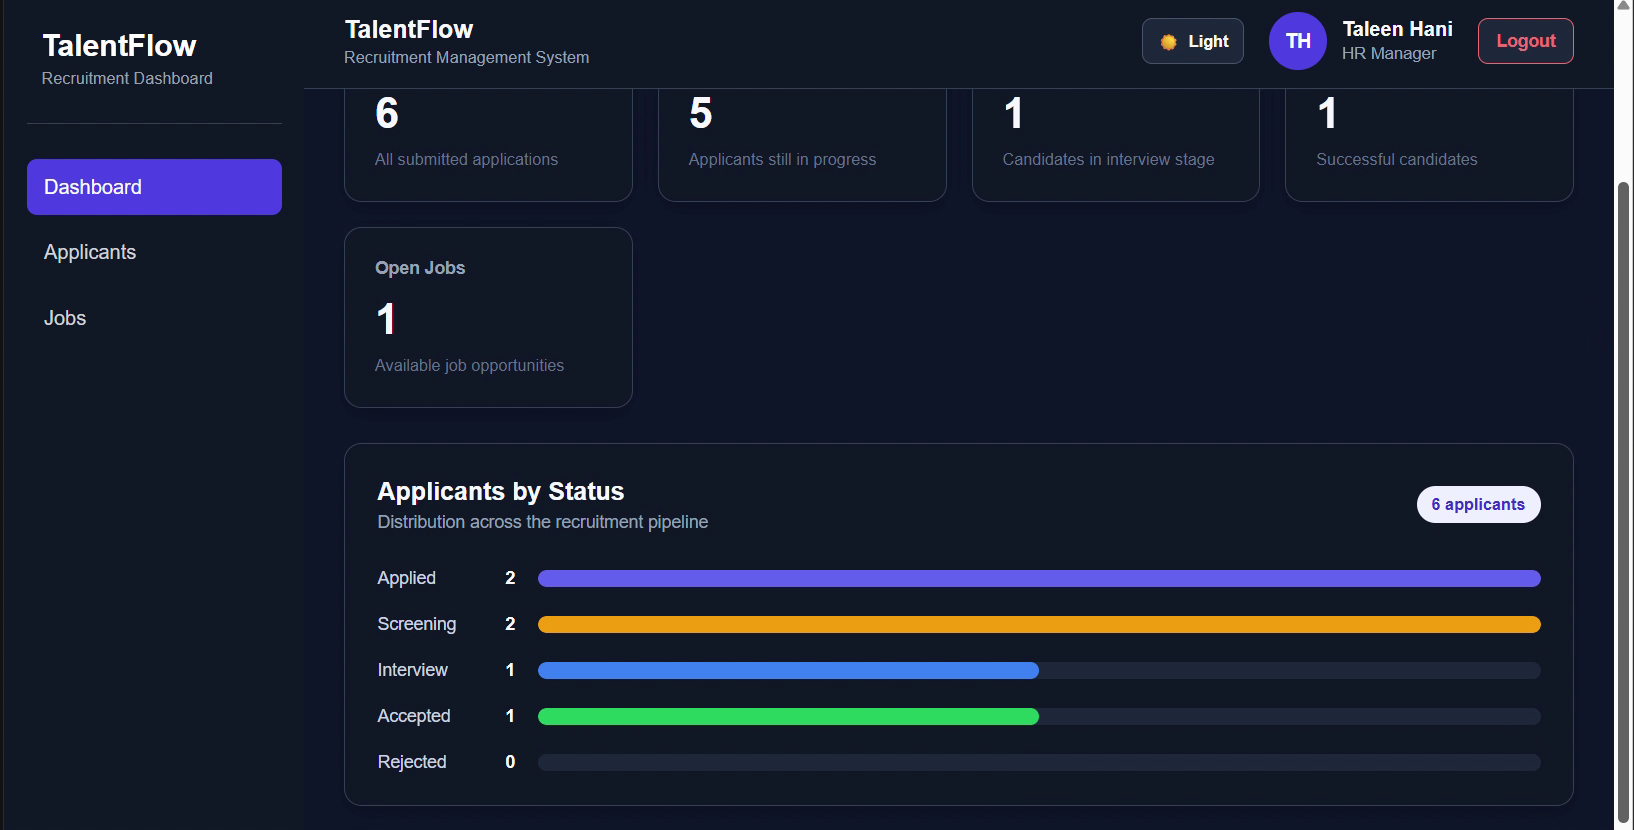 TalentFlow
Recruitment Dashboard
Dashboard
Applicants
Jobs
TalentFlow
Recruitment Management System
Light
TH
Taleen Hani
HR Manager
Logout
6
All submitted applications
5
Applicants still in progress
1
Candidates in interview stage
1
Successful candidates
Open Jobs
1
Available job opportunities
Applicants by Status
Distribution across the recruitment pipeline
6 applicants
Applied 2
Screening 2
Interview 1
Accepted 1
Rejected 0